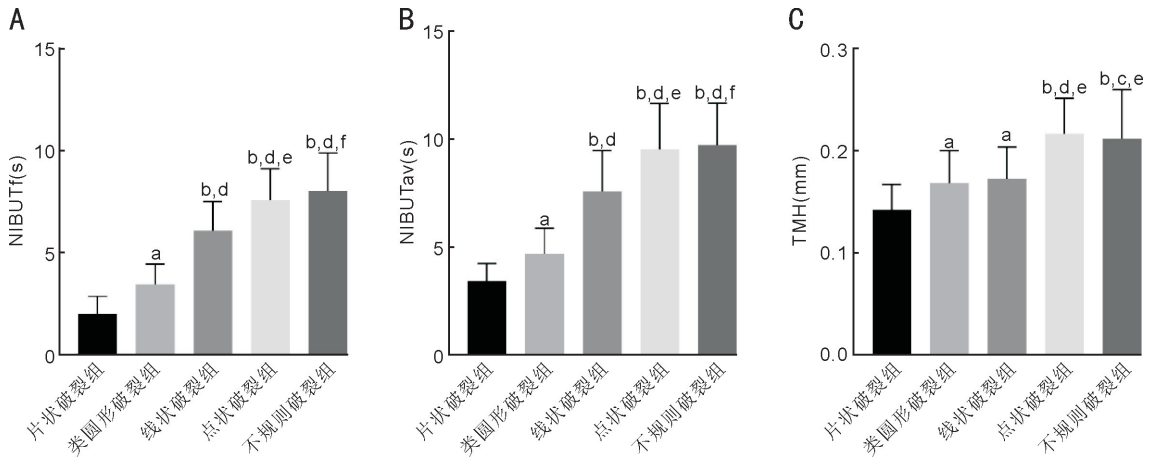 A
NIBUTf(s)
15
10
5
0
a
b,d
b,d,e
b,d,f
片状破裂组
类圆形破裂组
线状破裂组
点状破裂组
不规则破裂组
B
NIBUTav(s)
15
10
5
0
a
b,d
b,d,e
b,d,f
片状破裂组
类圆形破裂组
线状破裂组
点状破裂组
不规则破裂组
C
TMH(mm)
0.3
0.2
0.1
0.0
a
a
b,d,e
b,c,e
片状破裂组
类圆形破裂组
线状破裂组
点状破裂组
不规则破裂组